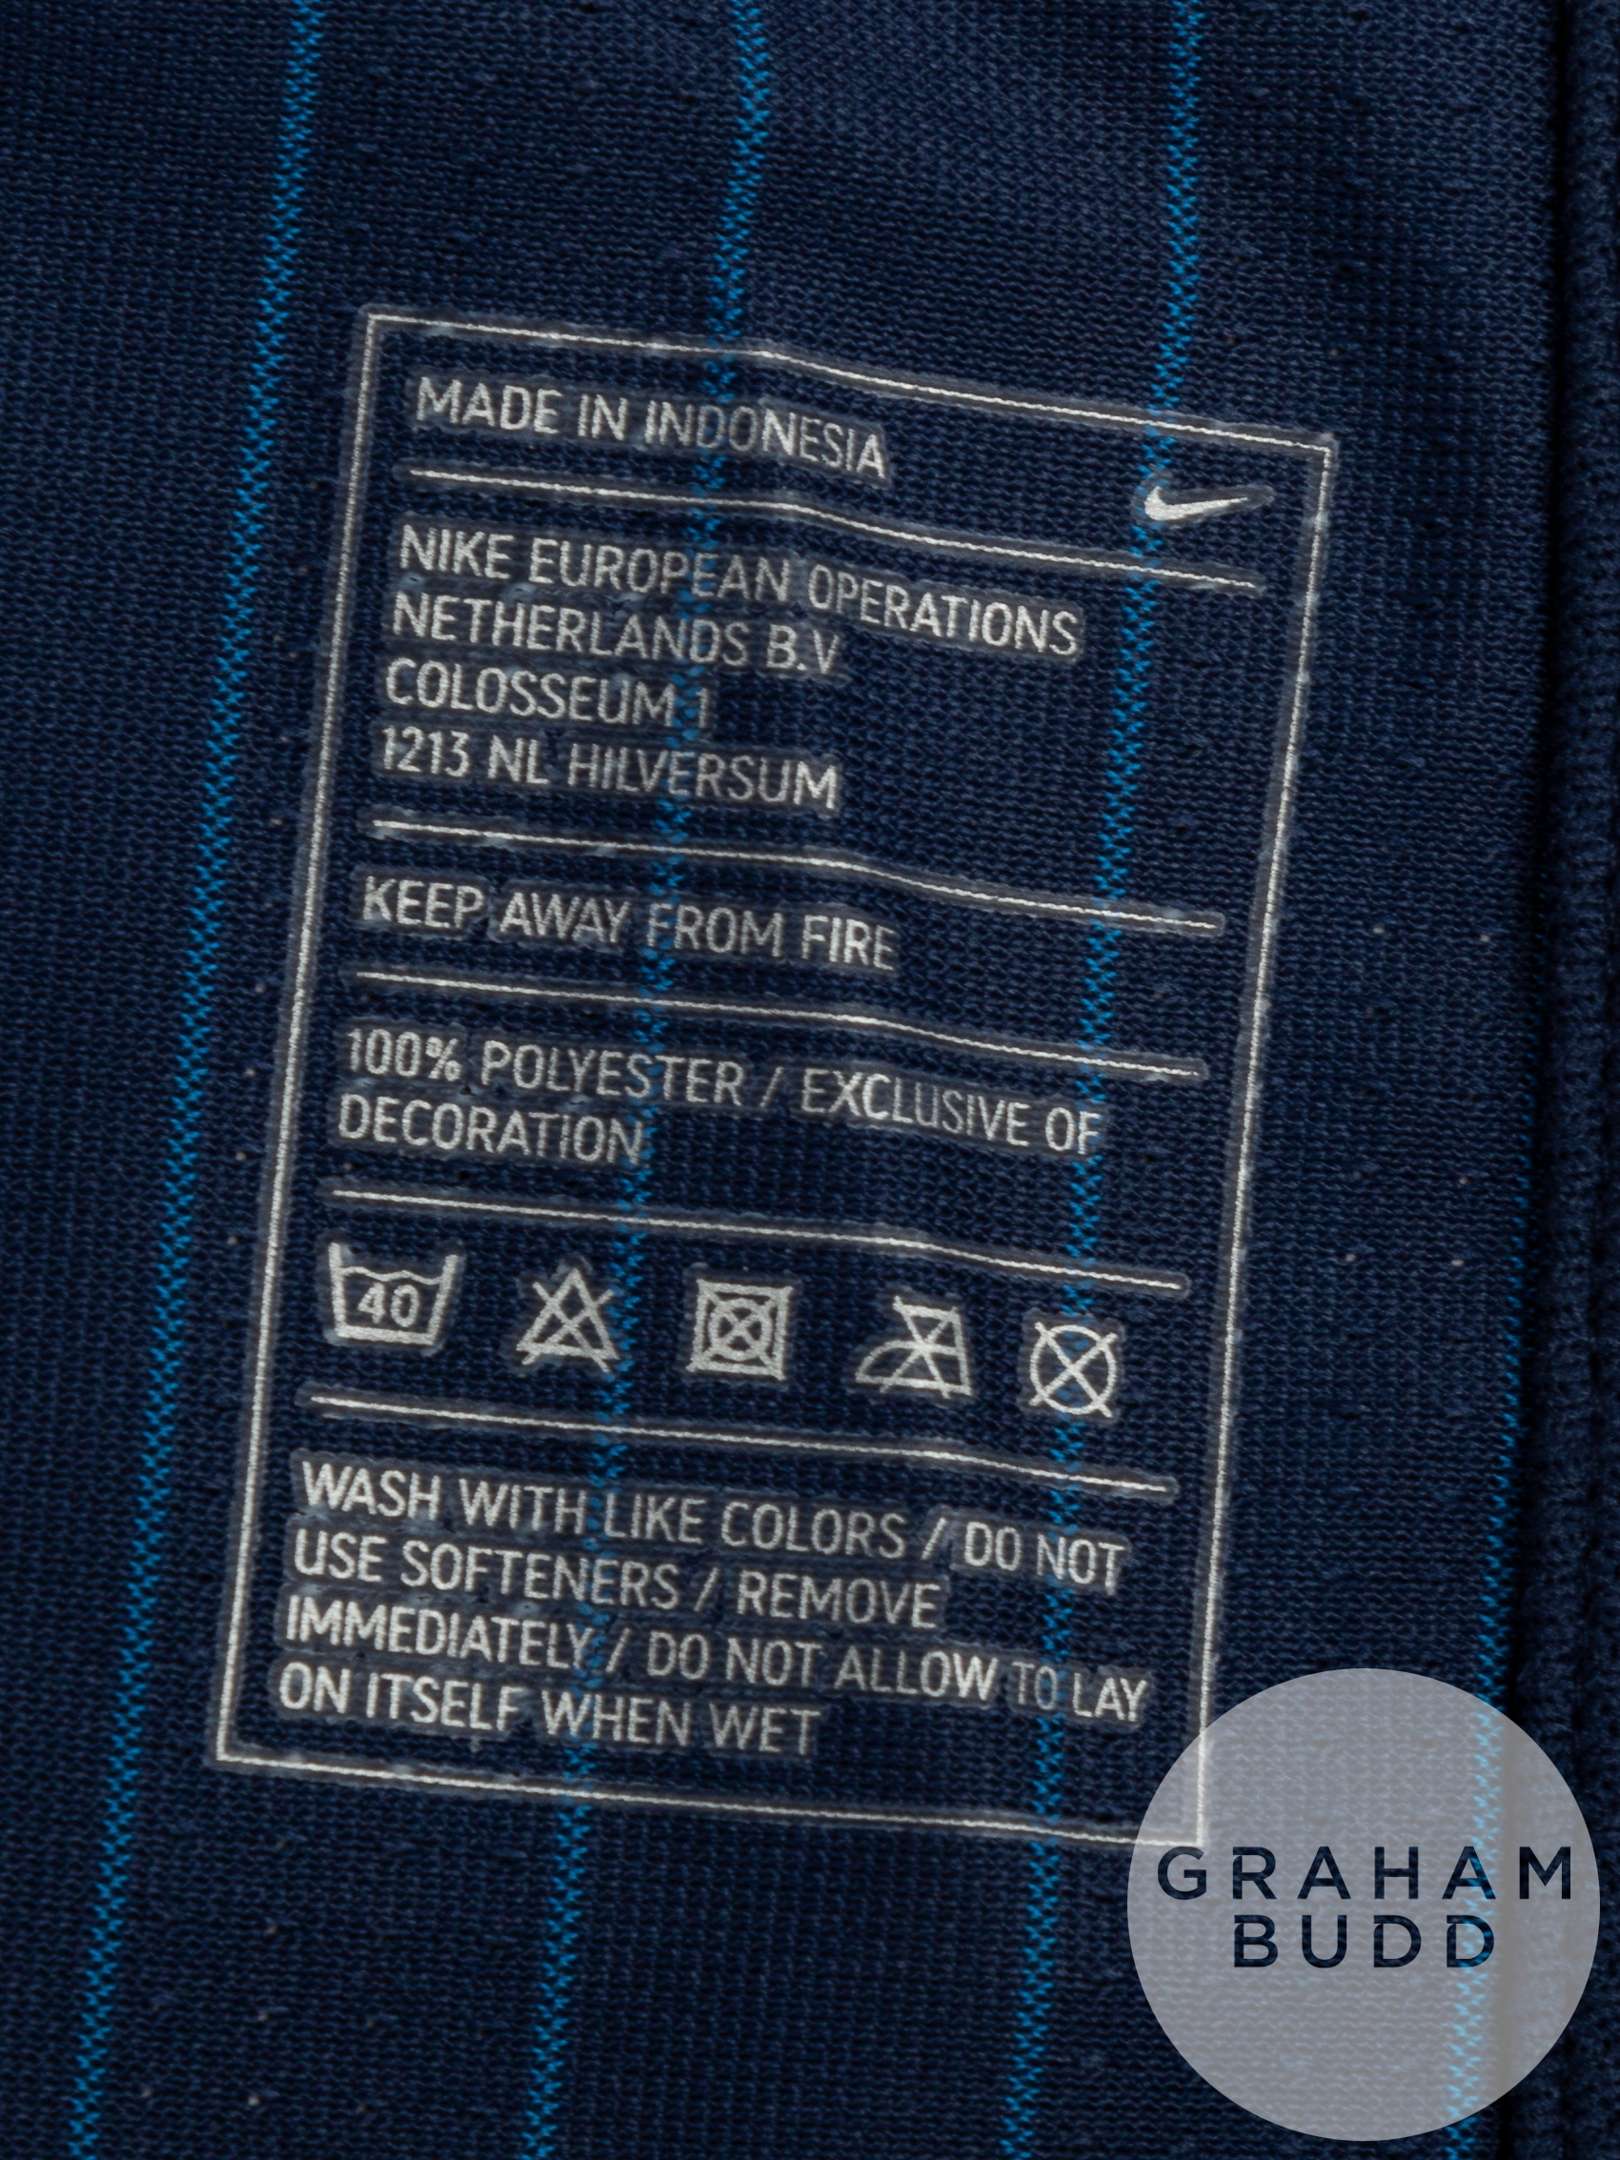 MADE IN INDONESIA
NIKE EUROPEAN OPERATIONS
NETHERLANDS B.V
COLOSSEUM 1
1213 NL HILVERSUM
KEEP AWAY FROM FIRE
100% POLYESTER / EXCLUSIVE OF
DECORATION
40
WASH WITH LIKE COLORS / DO NOT
USE SOFTENERS / REMOVE
IMMEDIATELY / DO NOT ALLOW TO LAY
ON ITSELF WHEN WET
GRAHAM
BUDD